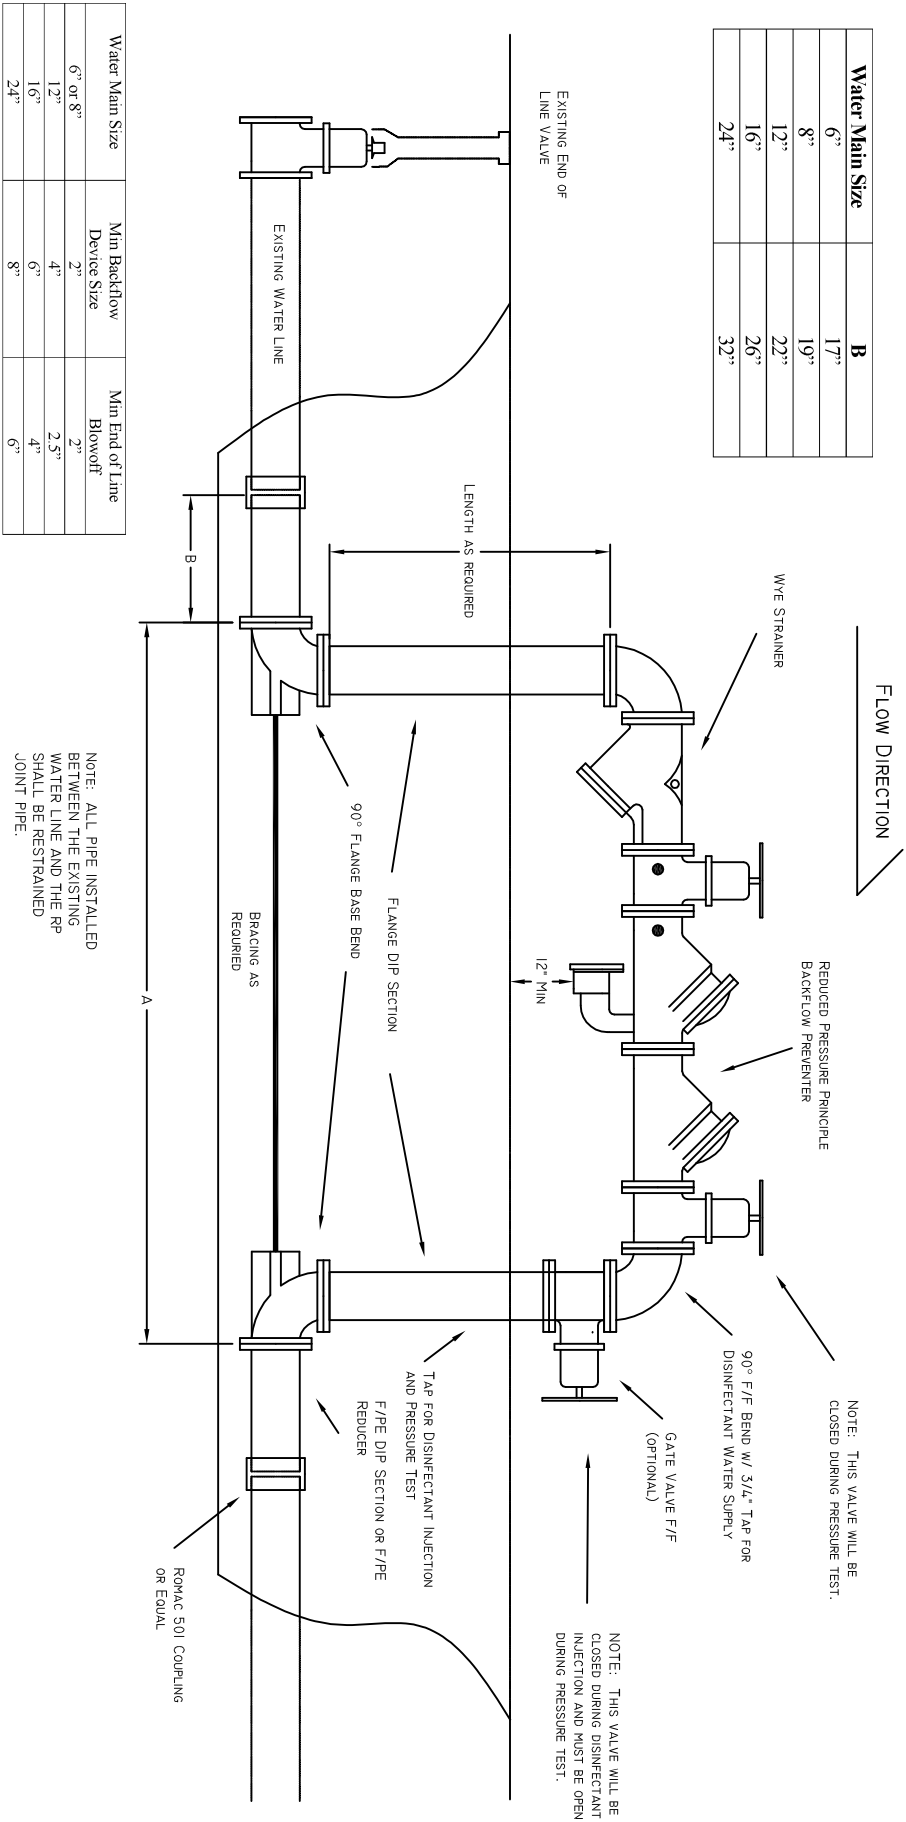 Water Main Size B
6” 17”
8” 19”
12” 22”
16” 26”
24” 32”
FLOW DIRECTION
REDUCED PRESSURE PRINCIPLE
BACKFLOW PREVENTER
NOTE: THIS VALVE WILL BE
CLOSED DURING PRESSURE TEST.
WYE STRAINER
90° F/F BEND W/ 3/4" TAP FOR
DISINFECTANT WATER SUPPLY
GATE VALVE F/F
(OPTIONAL)
NOTE: THIS VALVE WILL BE
CLOSED DURING DISINFECTANT
INJECTION AND MUST BE OPEN
DURING PRESSURE TEST.
EXISTING END OF
LINE VALVE
12" MIN
LENGTH AS REQUIRED
FLANGE DIP SECTION
TAP FOR DISINFECTANT INJECTION
AND PRESSURE TEST
90° FLANGE BASE BEND
F/PE DIP SECTION OR F/PE
REDUCER
EXISTING WATER LINE
BRACING AS
REQURIED
B
ROMAC 501 COUPLING
OR EQUAL
A
Water Main Size Min Backflow Device Size Min End of Line Blowoff
6” or 8” 2” 2”
12” 4” 2.5”
16” 6” 4”
24” 8” 6”
NOTE: ALL PIPE INSTALLED
BETWEEN THE EXISTING
WATER LINE AND THE RP
SHALL BE RESTRAINED
JOINT PIPE.